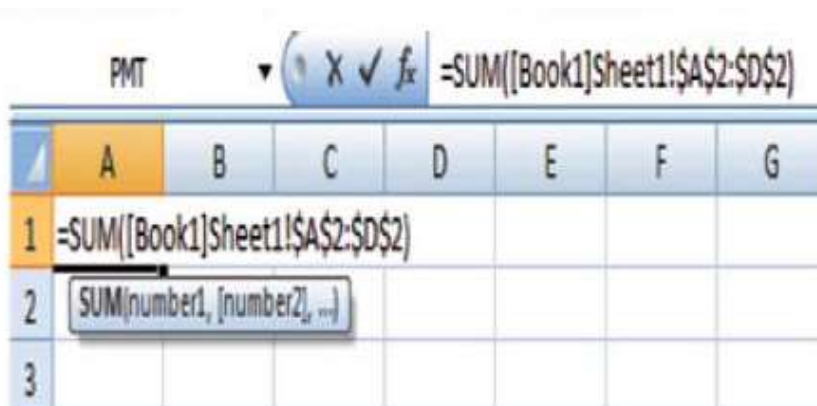 PMT X ✓ fx =SUM([Book1]Sheet1!$A$2:$D$2)
A B C D E F G
1 =SUM([Book1]Sheet1!$A$2:$D$2)
2 SUM(number1, [number2], ...)
3